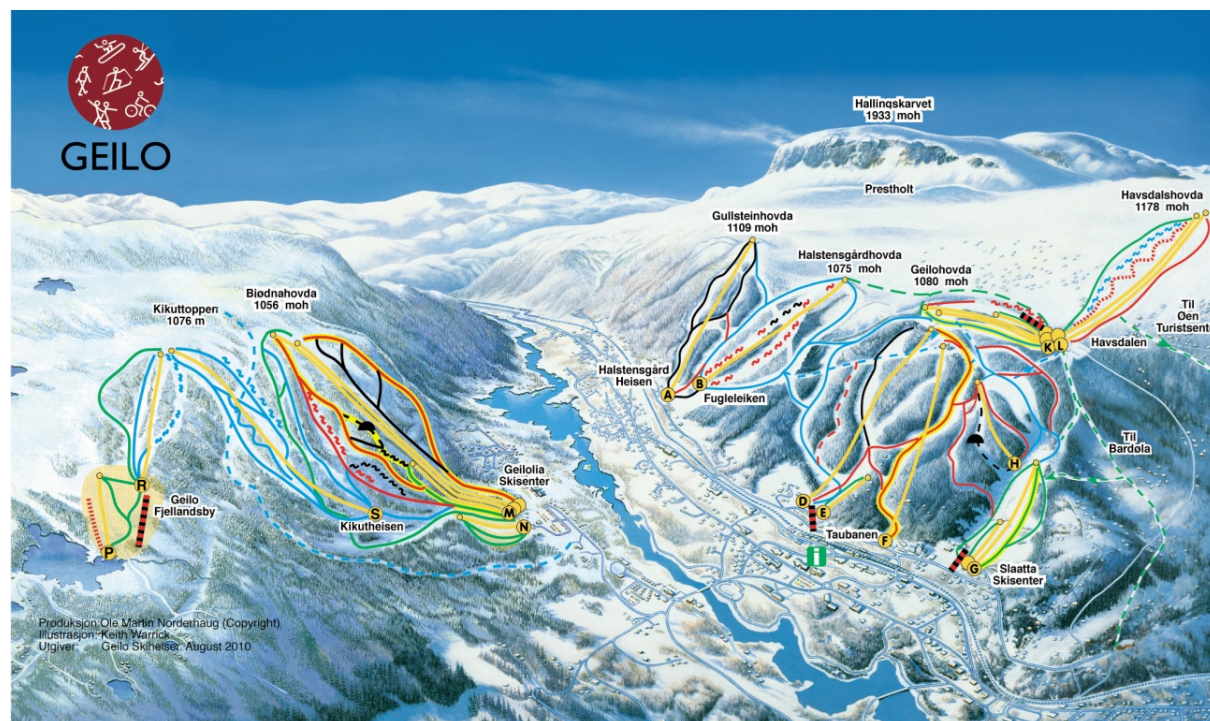 GEILO
Hallingskarvet
1933 moh
Prestholt
Havsdalshovda
1178 moh
Gullsteinhovda
1109 moh
Halstensgårdhovda
1075 moh
Geilohovda
1080 moh
Biødnahovda
1056 moh
Kikuttoppen
1076 m
Til
Øen
Turistsente
Havsdalen
K
L
Halstensgård
Heisen
A
B
Fugleleiken
Til
Bardøla
H
Geilolia
Skisenter
M
N
R
Geilo
Fjellandsby
S
Kikutheisen
P
D
E
Taubanen
F
i
G
Slaatta
Skisenter
Produksjon:Ole Martin Norderhaug (Copyright)
Illustrasjon: Keith Warrick
Utgiver: Geilo Skiheiser. August 2010